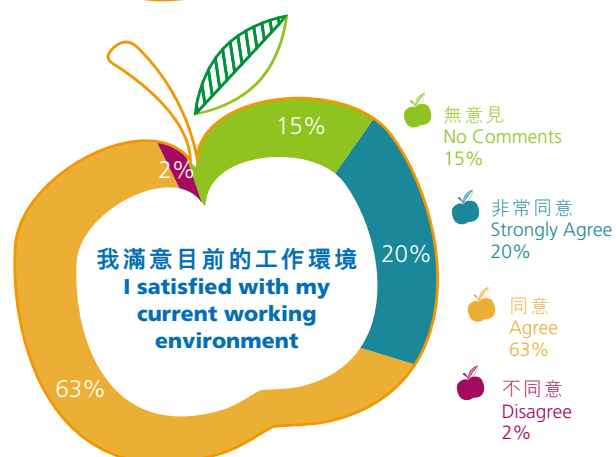 15%
2%
20%
63%
我滿意目前的工作環境
I satisfied with my
current working
environment
無意見
No Comments
15%
非常同意
Strongly Agree
20%
同意
Agree
63%
不同意
Disagree
2%